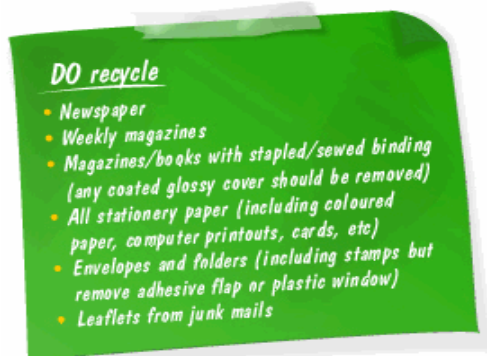 DO recycle
• Newspaper
• Weekly magazines
• Magazines/books with stapled/sewed binding
(any coated glossy cover should be removed)
• All stationery paper (including coloured
paper, computer printouts, cards, etc)
• Envelopes and folders (including stamps but
remove adhesive flap or plastic window)
• Leaflets from junk mails